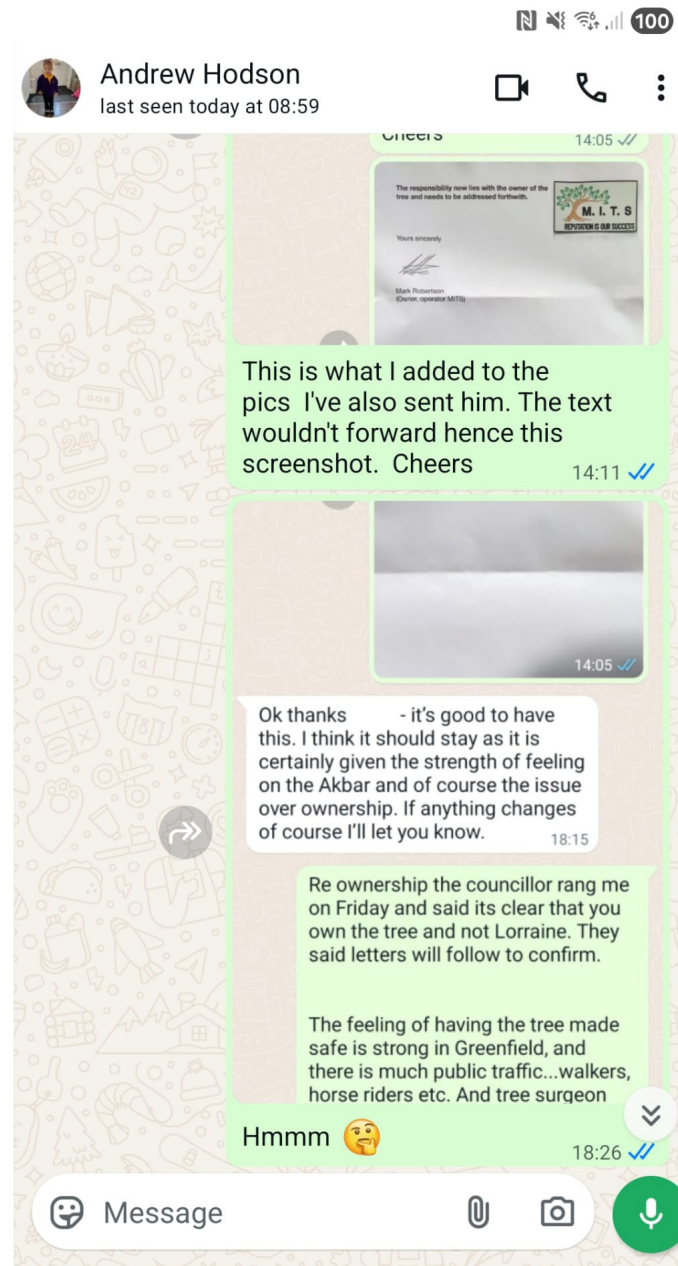 100
Andrew Hodson
last seen today at 08:59
Cheers
14:05
The responsibility now lies with the owner of the
tree and needs to be addressed forthwith.
M. I. T. S
REPUTATION IS OUR SUCCESS
Yours sincerely
Mark Robertson
(Owner, operator MITS)
This is what I added to the
pics I've also sent him. The text
wouldn't forward hence this
screenshot. Cheers
14:11
14:05
Ok thanks - it's good to have
this. I think it should stay as it is
certainly given the strength of feeling
on the Akbar and of course the issue
over ownership. If anything changes
of course I'll let you know.
18:15
Re ownership the councillor rang me
on Friday and said its clear that you
own the tree and not Lorraine. They
said letters will follow to confirm.
The feeling of having the tree made
safe is strong in Greenfield, and
there is much public traffic...walkers,
horse riders etc. And tree surgeon
Hmmm 🤔
18:26
Message